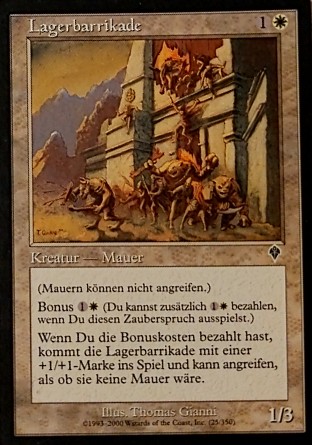 Lagerbarrikade 1
Kreatur — Mauer
(Mauern können nicht angreifen.)
Bonus 1 (Du kannst zusätzlich 1 bezahlen,
wenn Du diesen Zauberspruch ausspielst.)
Wenn Du die Bonuskosten bezahlt hast,
kommt die Lagerbarrikade mit einer
+1/+1-Marke ins Spiel und kann angreifen,
als ob sie keine Mauer wäre.
Illus. Thomas Gianni
1/3
©1993-2000 Wizards of the Coast, Inc. (25/350)